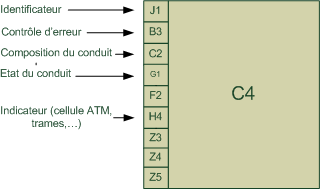 Identificateur
J1
Contrôle d'erreur
B3
Composition du conduit
C2
Etat du conduit
G1
F2
Indicateur (cellule ATM,
trames,...)
H4
Z3
Z4
Z5
C4